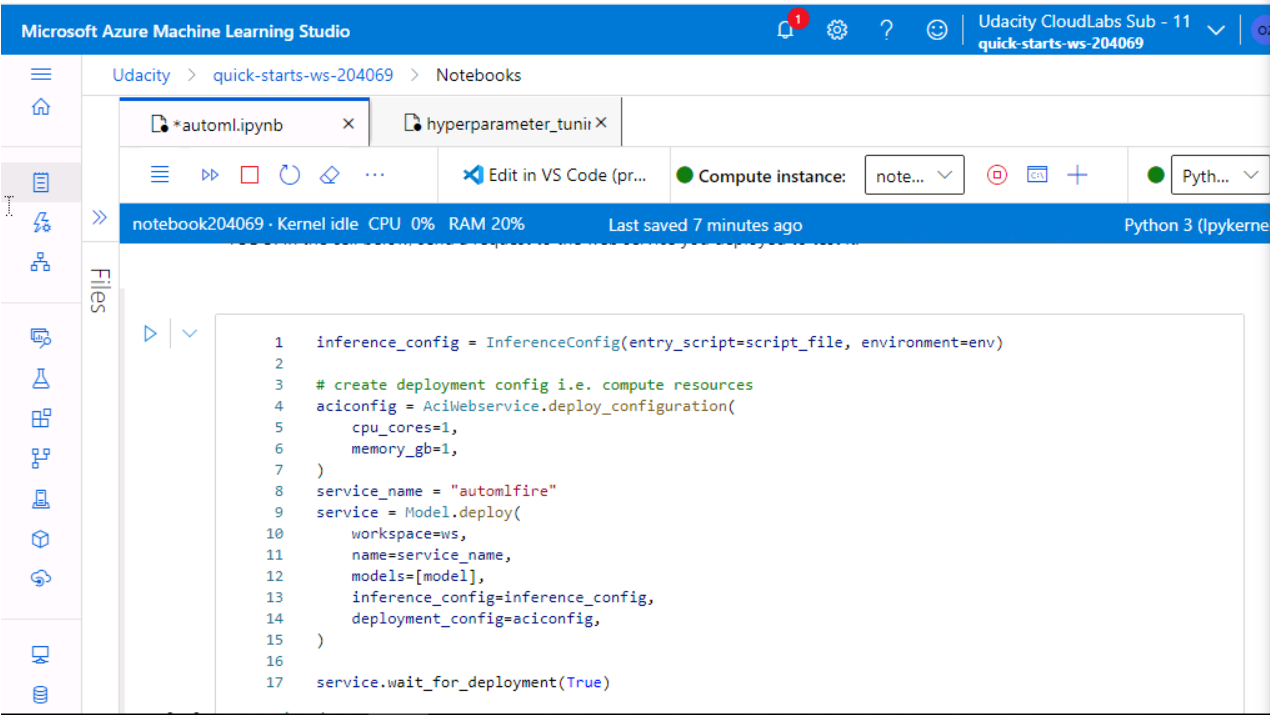 Microsoft Azure Machine Learning Studio
1
Udacity CloudLabs Sub - 11
quick-starts-ws-204069
Udacity > quick-starts-ws-204069 > Notebooks
*automl.ipynb
hyperparameter_tunin
Edit in VS Code (pr...
Compute instance:
note...
Pyth...
notebook204069 · Kernel idle CPU 0% RAM 20%
Last saved 7 minutes ago
Python 3 (Ipykerne
Files
1 inference_config = InferenceConfig(entry_script=script_file, environment=env)
2
3 # create deployment config i.e. compute resources
4 aciconfig = AciWebservice.deploy_configuration(
5 cpu_cores=1,
6 memory_gb=1,
7 )
8 service_name = "automlfire"
9 service = Model.deploy(
10 workspace=ws,
11 name=service_name,
12 models=[model],
13 inference_config=inference_config,
14 deployment_config=aciconfig,
15 )
16
17 service.wait_for_deployment(True)